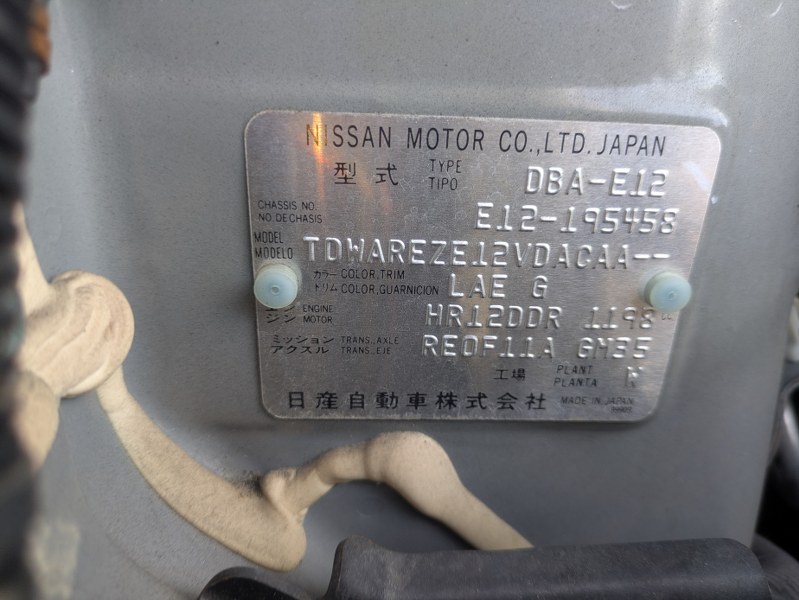 NISSAN MOTOR CO.,LTD. JAPAN
型式 TYPE TIPO DBA-E12
CHASSIS NO. NO. DE CHASIS E12-195458
MODEL MODELO TDWAREZE12VDACAA--
カラー COLOR,TRIM トリム COLOR,GUARNICION LAE G
ENGINE ジン MOTOR HR12DDR 1198
ミッション TRANS.,AXLE アクスル TRANS.,EJE RE0F11A GM35
工場 PLANT PLANTA
日産自動車株式会社 MADE IN JAPAN